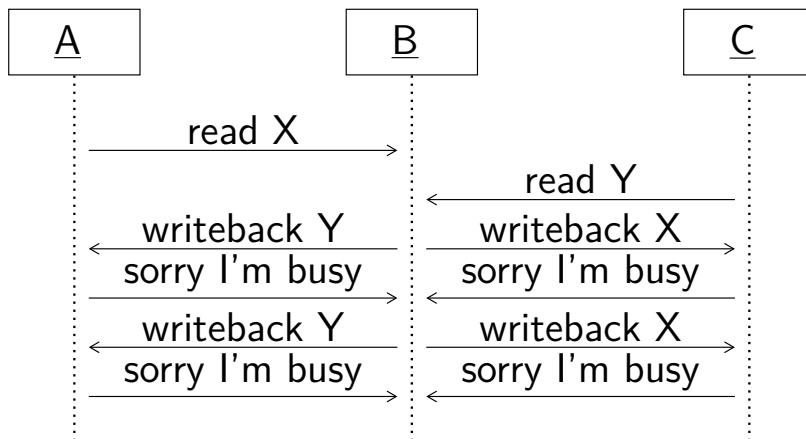 A B C
read X
read Y
writeback Y writeback X
sorry I'm busy sorry I'm busy
writeback Y writeback X
sorry I'm busy sorry I'm busy